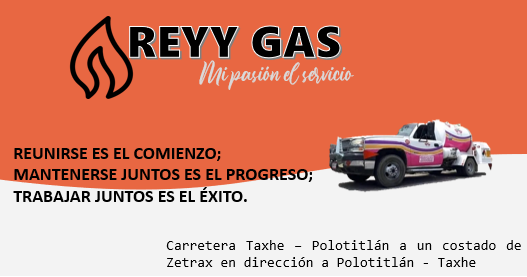 REYY GAS
Mi pasión el servicio
REUNIRSE ES EL COMIENZO;
MANTENERSE JUNTOS ES EL PROGRESO;
TRABAJAR JUNTOS ES EL ÉXITO.
Carretera Taxhe – Polotitlán a un costado de
Zetrax en dirección a Polotitlán - Taxhe